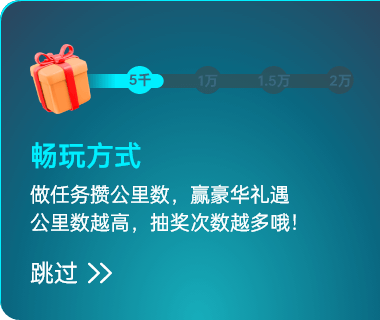 5千 1万 1.5万 2万
畅玩方式
做任务攒公里数，赢豪华礼遇
公里数越高，抽奖次数越多哦！
跳过 >>